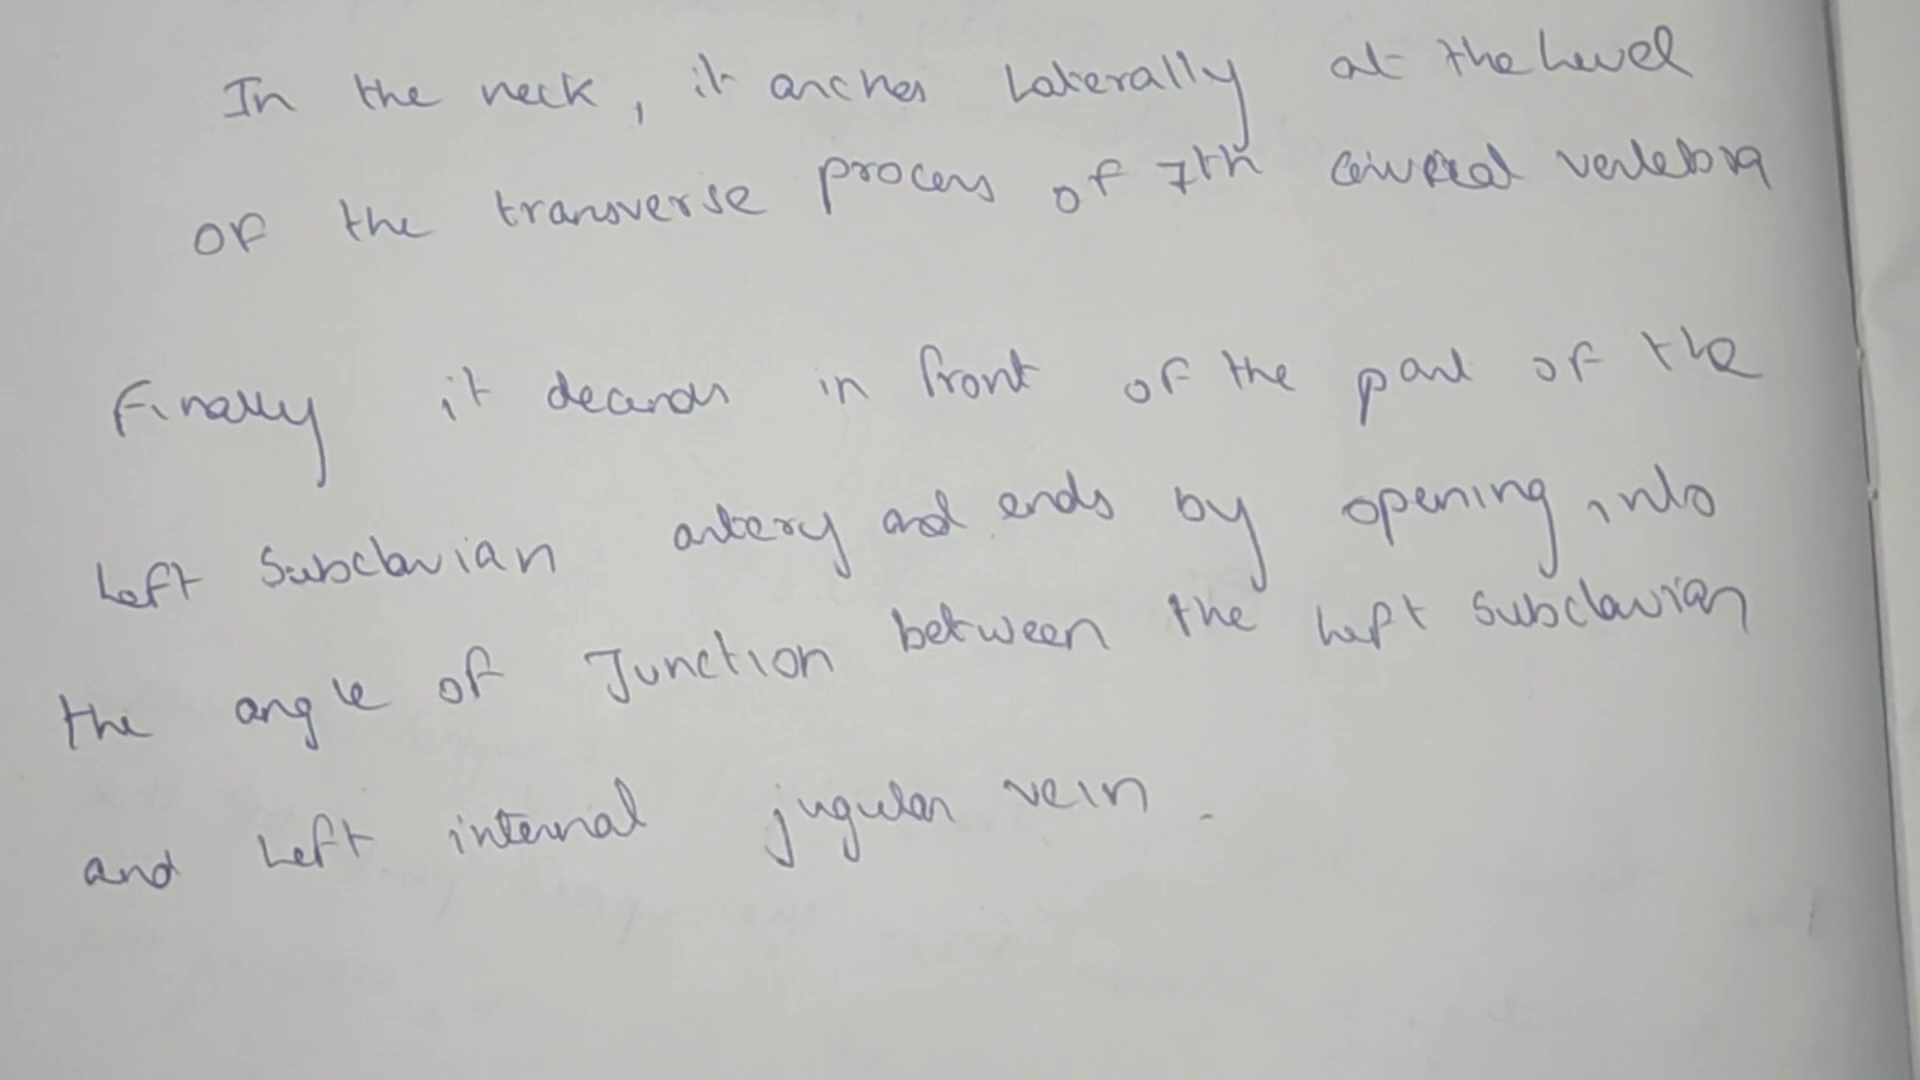 In the neck, it arches laterally at the level
of the transverse process of 7th cervical vertebra
Finally it decends in front of the part of the
left subclavian artery and ends by opening into
the angle of Junction between the left subclavian
and left internal jugular vein.